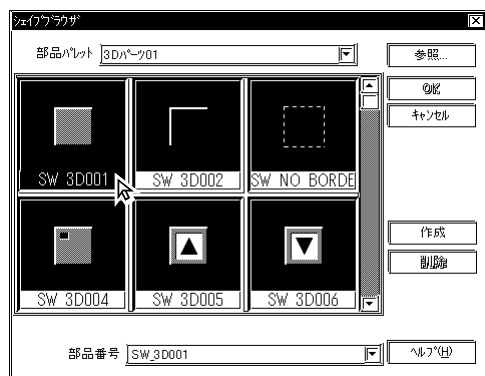 ｼｪｲﾌﾟﾌﾞﾗｳｻﾞ
部品ﾊﾟﾚｯﾄ 3Dﾊﾟｰﾂ01 参照...
OK
ｷｬﾝｾﾙ
SW 3D001 SW 3D002 SW NO BORDE
作成
削除
SW 3D004 SW 3D005 SW 3D006
部品番号 SW_3D001 ﾍﾙﾌﾟ(H)